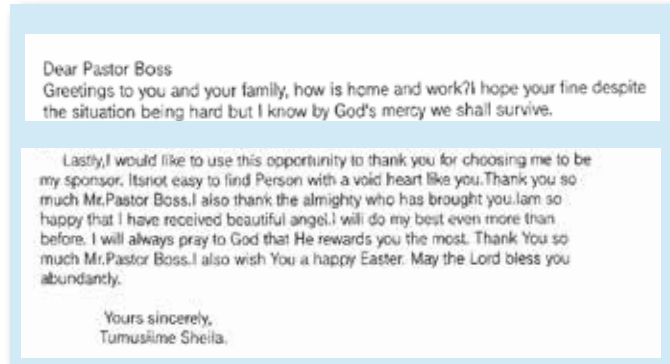 Dear Pastor Boss
Greetings to you and your family, how is home and work?I hope your fine despite
the situation being hard but I know by God's mercy we shall survive.
Lastly,I would like to use this opportunity to thank you for choosing me to be
my sponsor. Itsnot easy to find Person with a void heart like you.Thank you so
much Mr.Pastor Boss.I also thank the almighty who has brought you.Iam so
happy that I have received beautiful angel.I will do my best even more than
before. I will always pray to God that He rewards you the most. Thank You so
much Mr.Pastor Boss.I also wish You a happy Easter. May the Lord bless you
abundantly.
Yours sincerely,
Tumusiime Sheila.